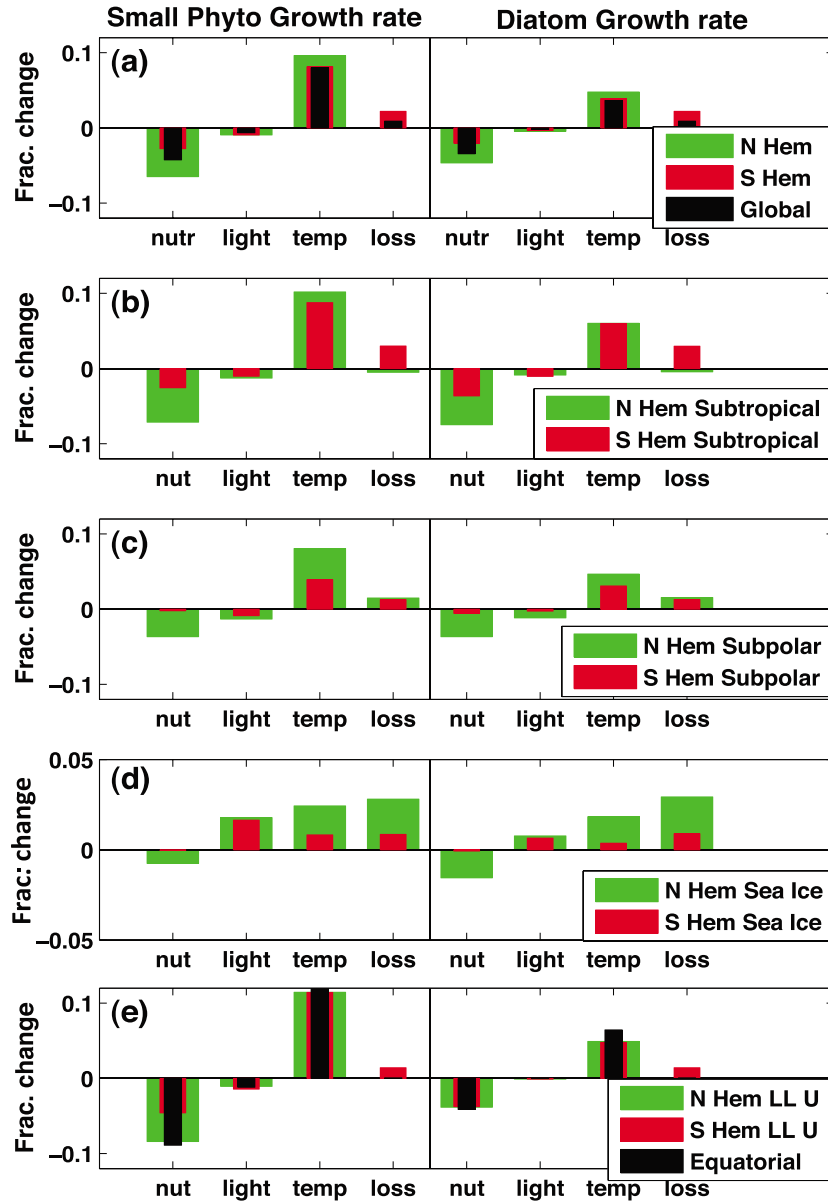 Small Phyto Growth rate Diatom Growth rate
(a)
Frac. change
0.1
0
−0.1
N Hem
S Hem
Global
nutr light temp loss nutr light temp loss
(b)
Frac. change
0.1
0
−0.1
N Hem Subtropical
S Hem Subtropical
nut light temp loss nut light temp loss
(c)
Frac. change
0.1
0
−0.1
N Hem Subpolar
S Hem Subpolar
nut light temp loss nut light temp loss
(d)
Frac: change
0.05
0
−0.05
N Hem Sea Ice
S Hem Sea Ice
nut light temp loss nut light temp loss
(e)
Frac. change
0.1
0
−0.1
N Hem LL U
S Hem LL U
Equatorial
nut light temp loss nut light temp loss